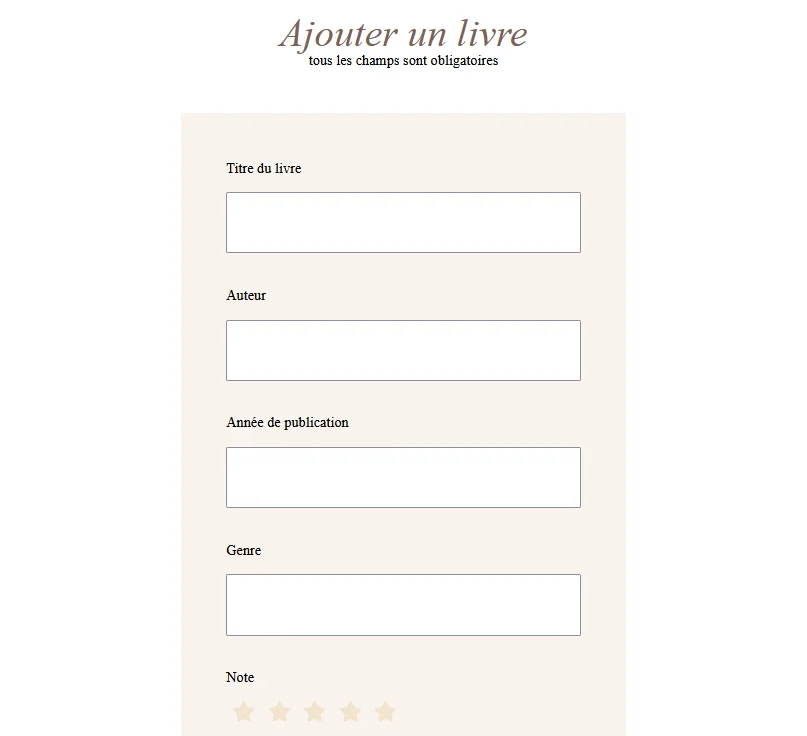 Ajouter un livre
tous les champs sont obligatoires
Titre du livre
Auteur
Année de publication
Genre
Note